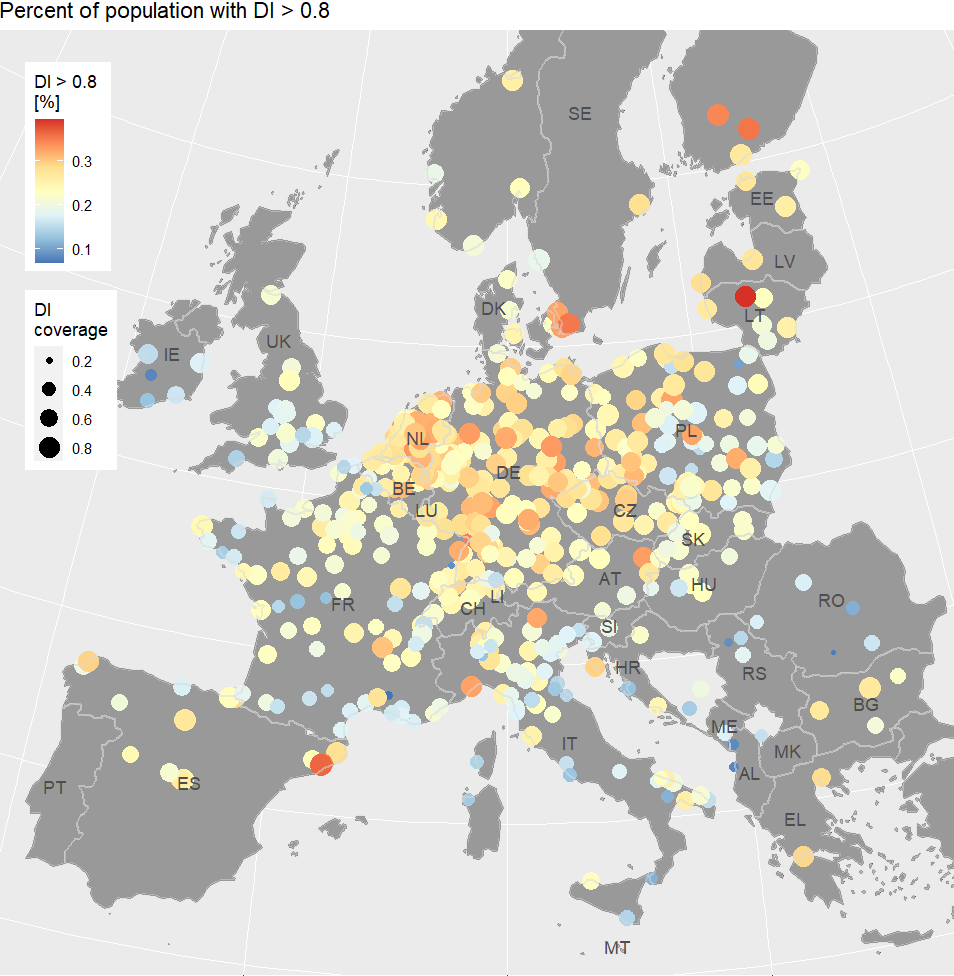 Percent of population with DI > 0.8
DI > 0.8
[%]
0.3
0.2
0.1
DI
coverage
0.2
0.4
0.6
0.8
SE
EE
LV
LT
DK
IE
UK
NL
PL
DE
BE
LU
CZ
SK
AT
HU
FR
CH
LI
RO
SI
HR
RS
BG
ME
IT
MK
AL
ES
PT
EL
MT